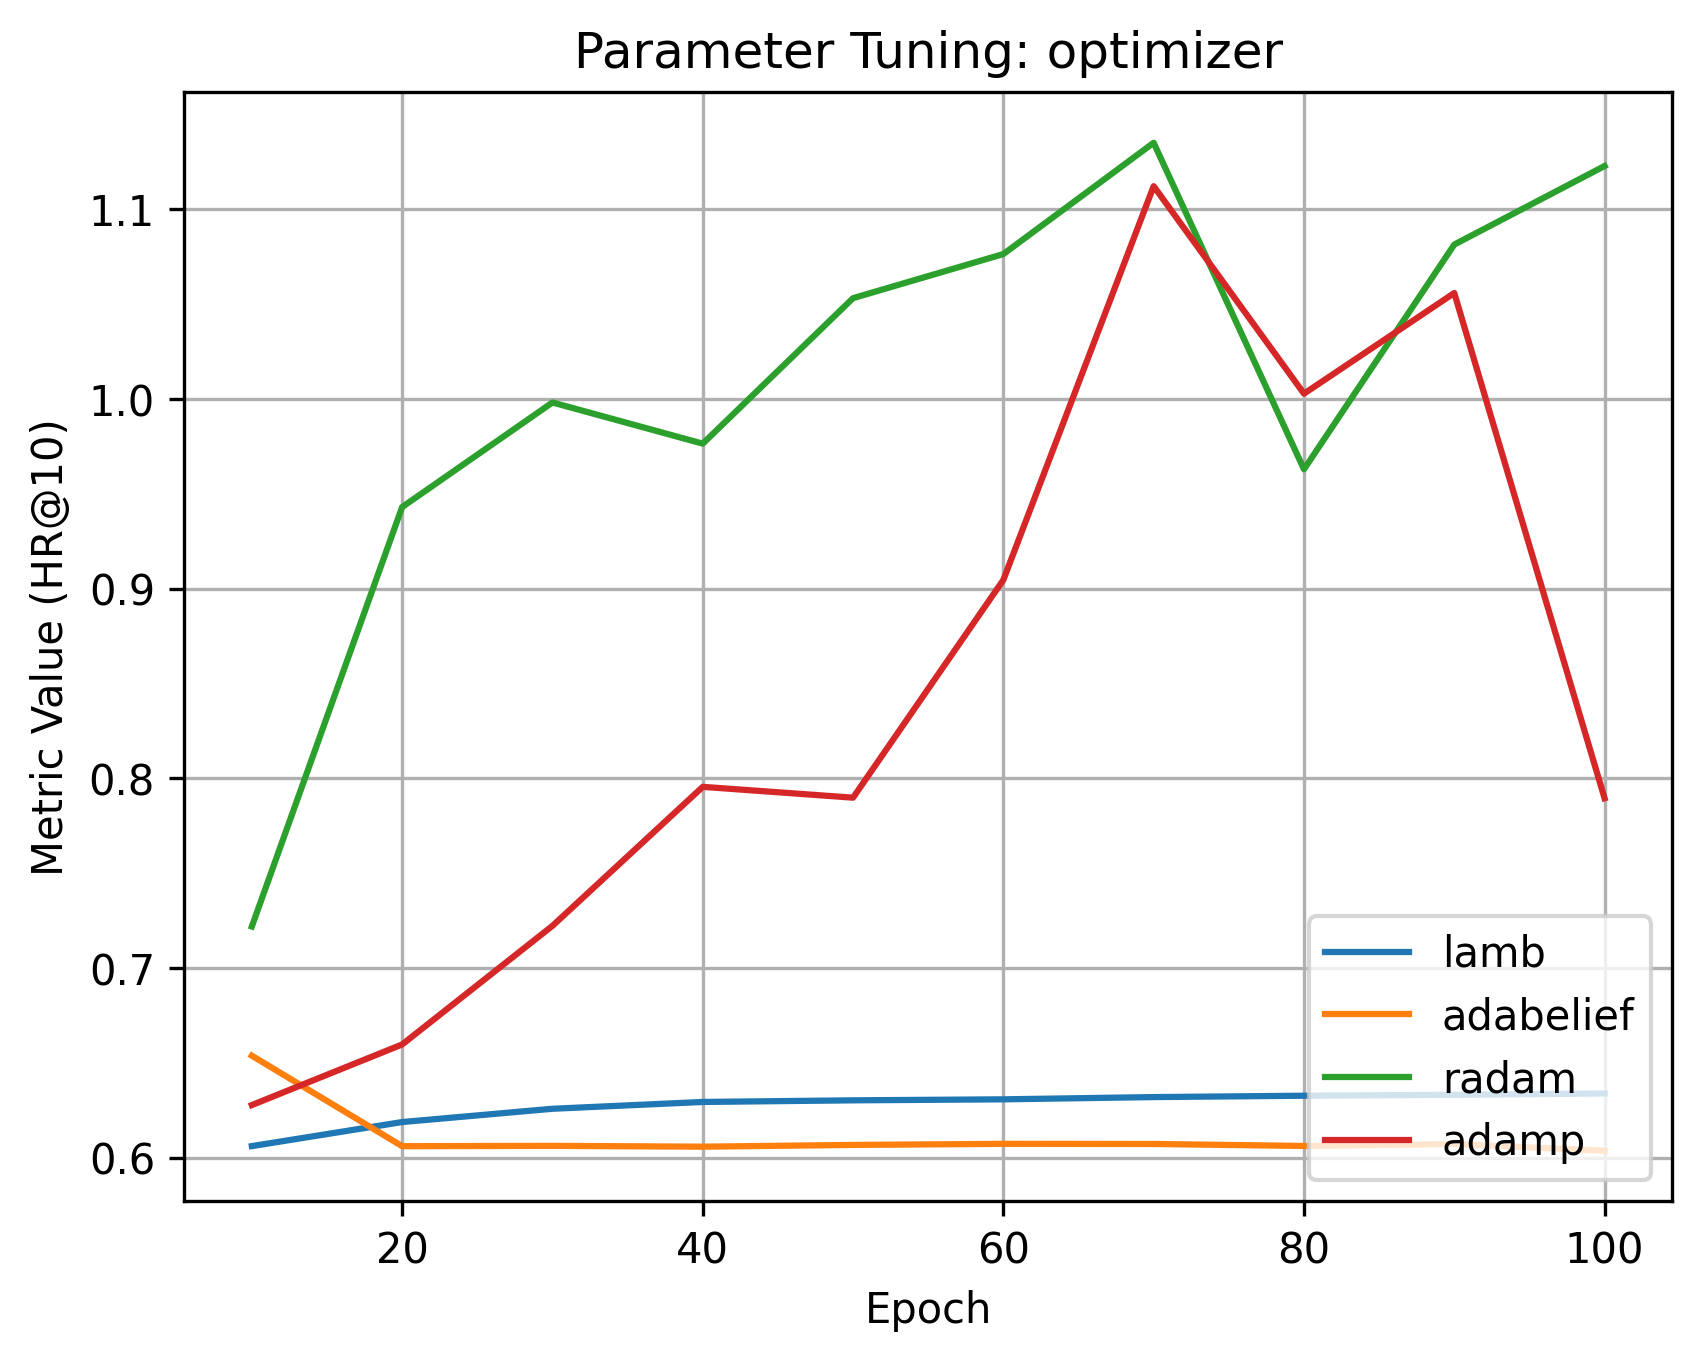 Parameter Tuning: optimizer
Metric Value (HR@10)
1.1
1.0
0.9
0.8
0.7
0.6
lamb
adabelief
radam
adamp
20 40 60 80 100
Epoch